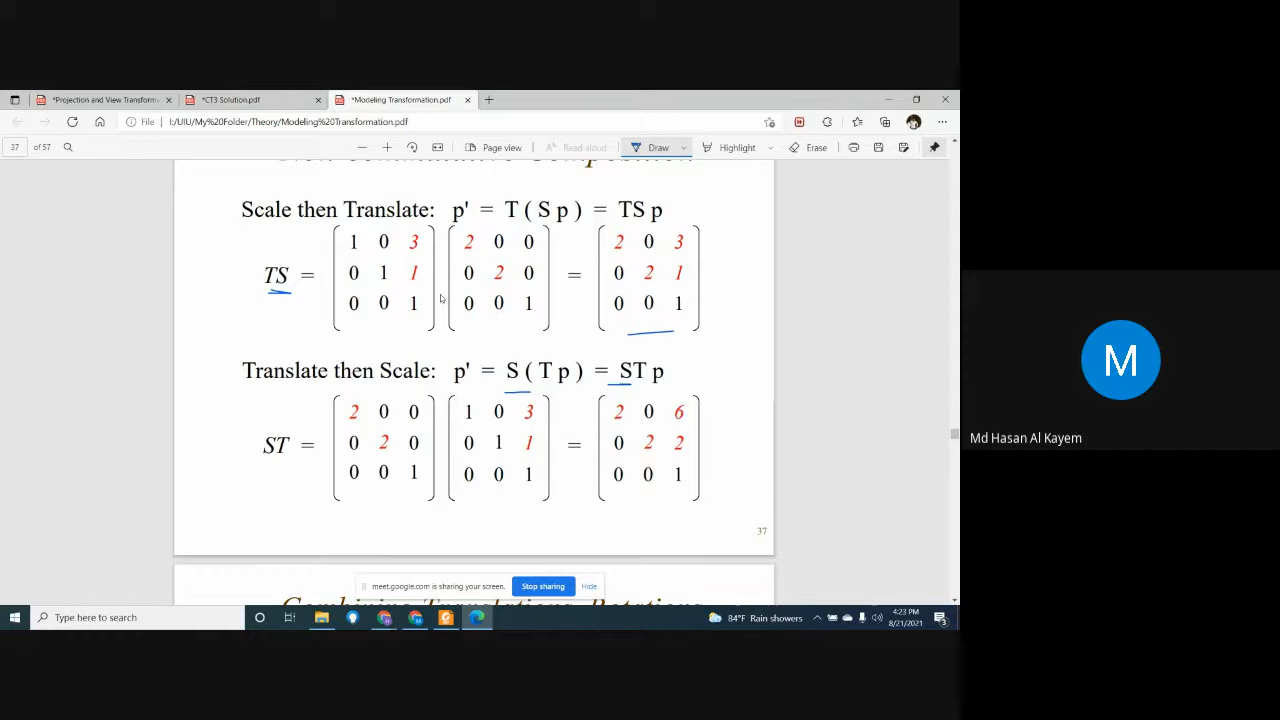 *Projection and View Transform
*CT3 Solution.pdf
*Modeling Transformation.pdf
File I:/UIU/My%20Folder/Theory/Modeling%20Transformation.pdf
37 of 57
Page view
Read aloud
Draw
Highlight
Erase
Scale then Translate: p' = T ( S p ) = TS p
TS =
1 0 3
0 1 1
0 0 1
2 0 0
0 2 0
0 0 1
=
2 0 3
0 2 1
0 0 1
Translate then Scale: p' = S ( T p ) = ST p
ST =
2 0 0
0 2 0
0 0 1
1 0 3
0 1 1
0 0 1
=
2 0 6
0 2 2
0 0 1
37
meet.google.com is sharing your screen. Stop sharing Hide
Type here to search
84°F Rain showers
4:23 PM
8/21/2021
3
M
Md Hasan Al Kayem